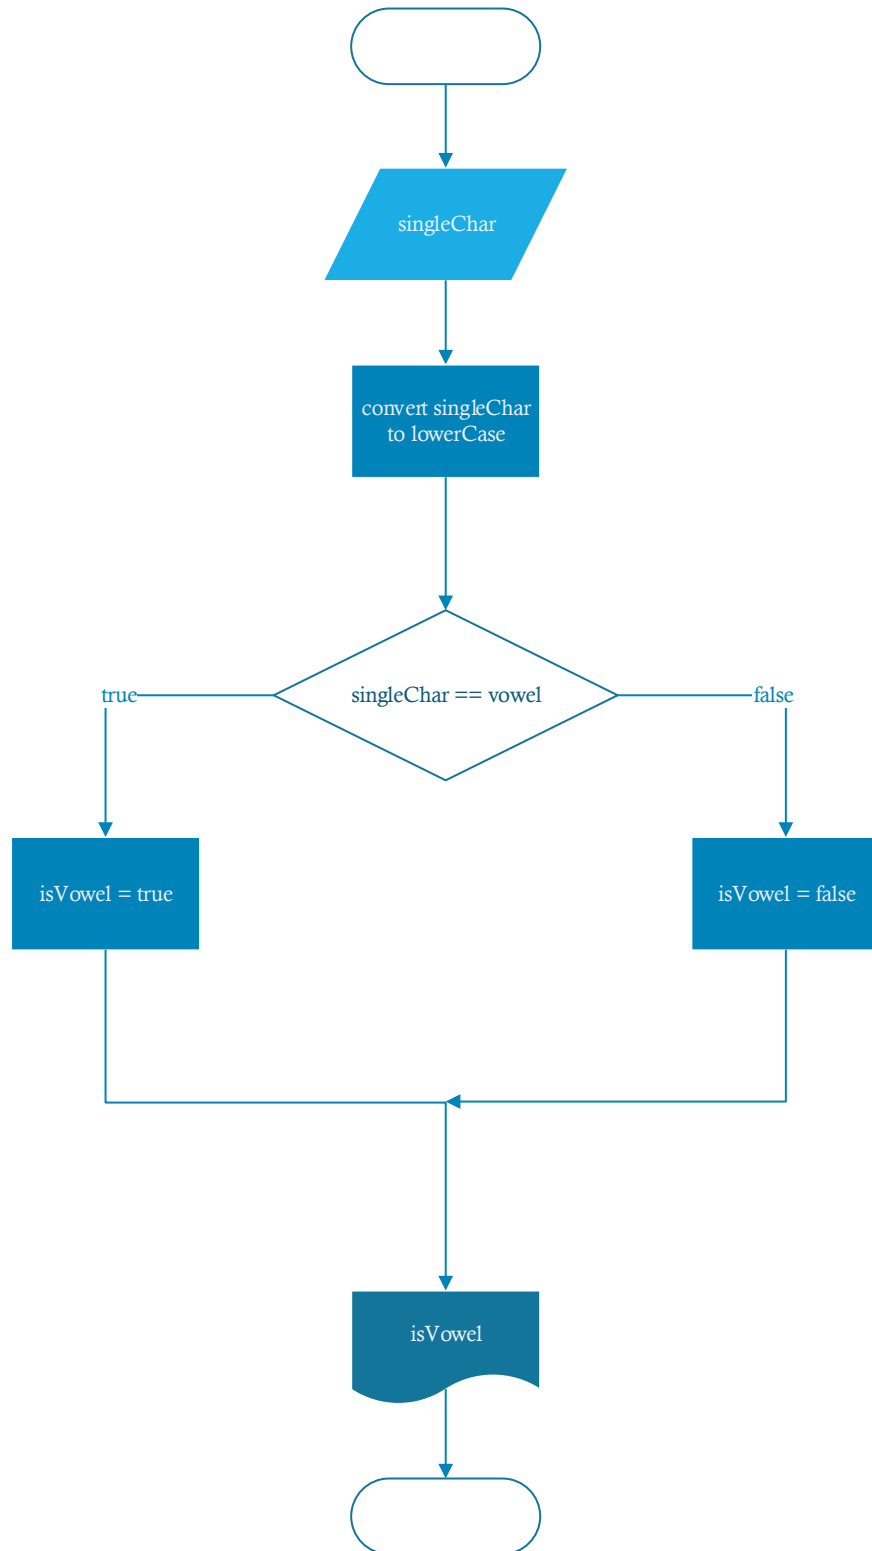 singleChar
convert singleChar
to lowerCase
singleChar == vowel
true
false
isVowel = true
isVowel = false
isVowel